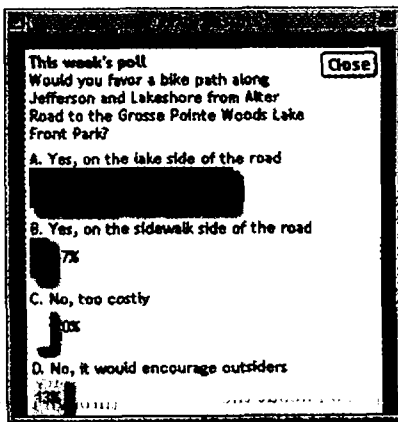 This week's poll
Close
Would you favor a bike path along
Jefferson and Lakeshore from Alter
Road to the Grosse Pointe Woods Lake
Front Park?
A. Yes, on the lake side of the road
B. Yes, on the sidewalk side of the road
7%
C. No, too costly
0%
D. No, it would encourage outsiders
13%